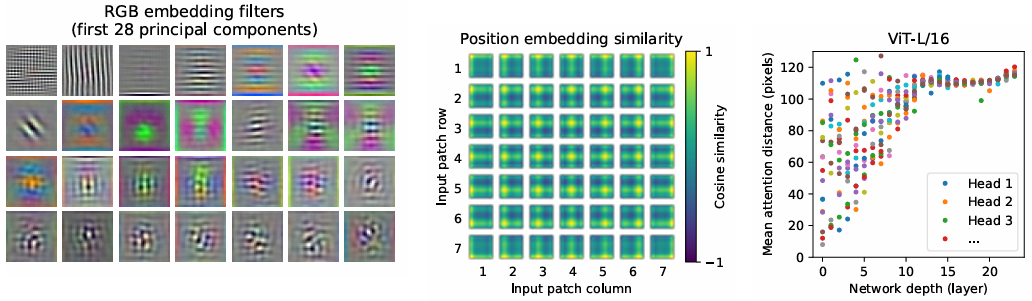 RGB embedding filters
(first 28 principal components)
Position embedding similarity
1
2
3
4
5
6
7
Input patch row
1 2 3 4 5 6 7
Input patch column
1
−1
Cosine similarity
ViT-L/16
Mean attention distance (pixels)
120
100
80
60
40
20
0
Head 1
Head 2
Head 3
...
0 5 10 15 20
Network depth (layer)